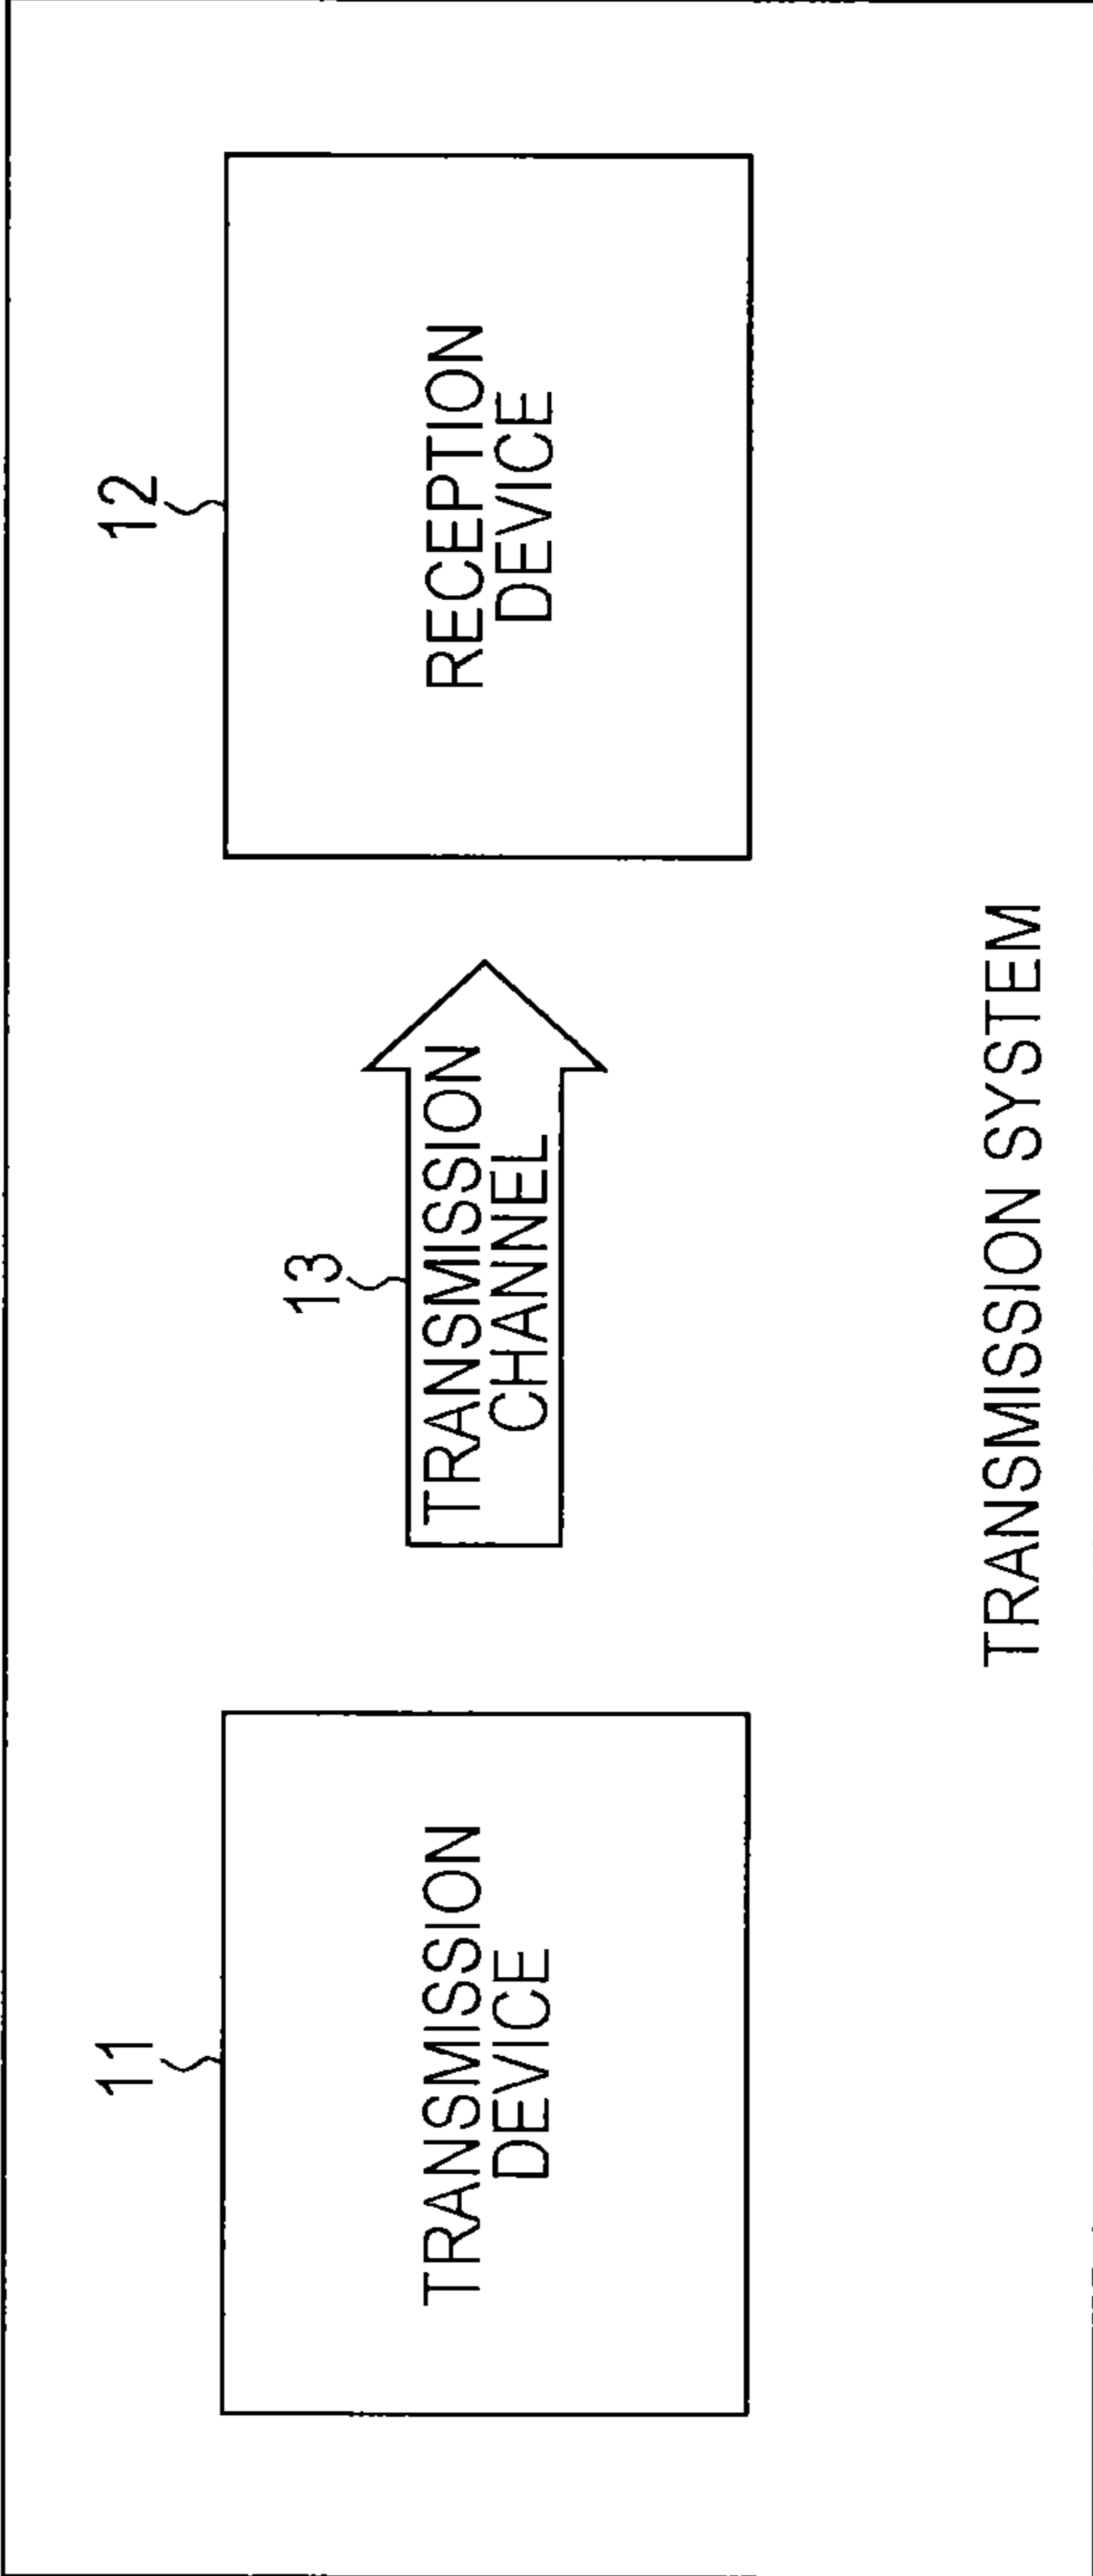 11
TRANSMISSION
DEVICE
13
TRANSMISSION
CHANNEL
12
RECEPTION
DEVICE
TRANSMISSION SYSTEM